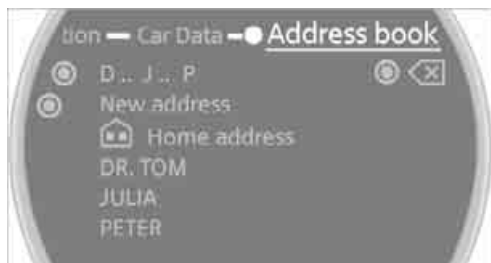 tion Car Data Address book
D .. J .. P
New address
Home address
DR. TOM
JULIA
PETER